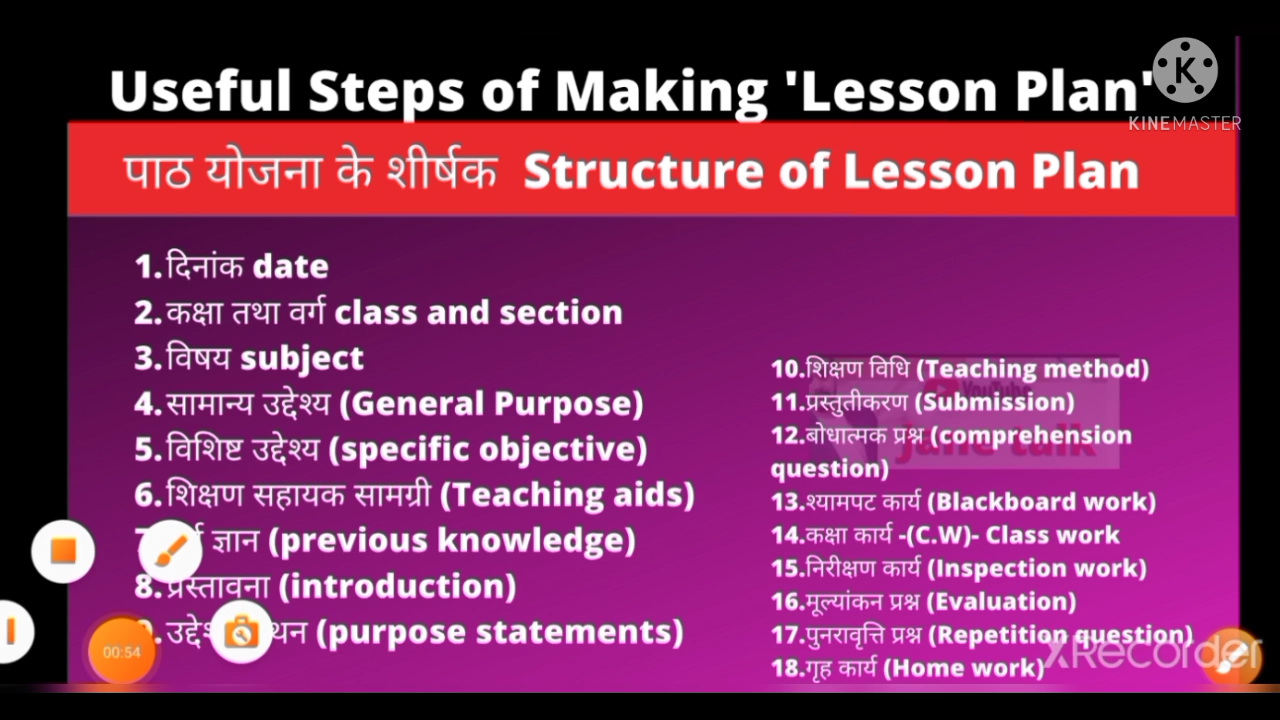 Useful Steps of Making 'Lesson Plan'
KINEMASTER
पाठ योजना के शीर्षक Structure of Lesson Plan
1.दिनांक date
2.कक्षा तथा वर्ग class and section
3.विषय subject
4.सामान्य उद्देश्य (General Purpose)
5.विशिष्ट उद्देश्य (specific objective)
6.शिक्षण सहायक सामग्री (Teaching aids)
ज्ञान (previous knowledge)
8.प्रस्तावना (introduction)
(purpose statements)
10.शिक्षण विधि (Teaching method)
11.प्रस्तुतीकरण (Submission)
12.बोधात्मक प्रश्न (comprehension
question)
13.श्यामपट कार्य (Blackboard work)
14.कक्षा कार्य -(C.W)- Class work
15.निरीक्षण कार्य (Inspection work)
16.मूल्यांकन प्रश्न (Evaluation)
17.पुनरावृत्ति प्रश्न (Repetition question)
18.गृह कार्य (Home work)
YouTube
talk
00:54
XRecorder